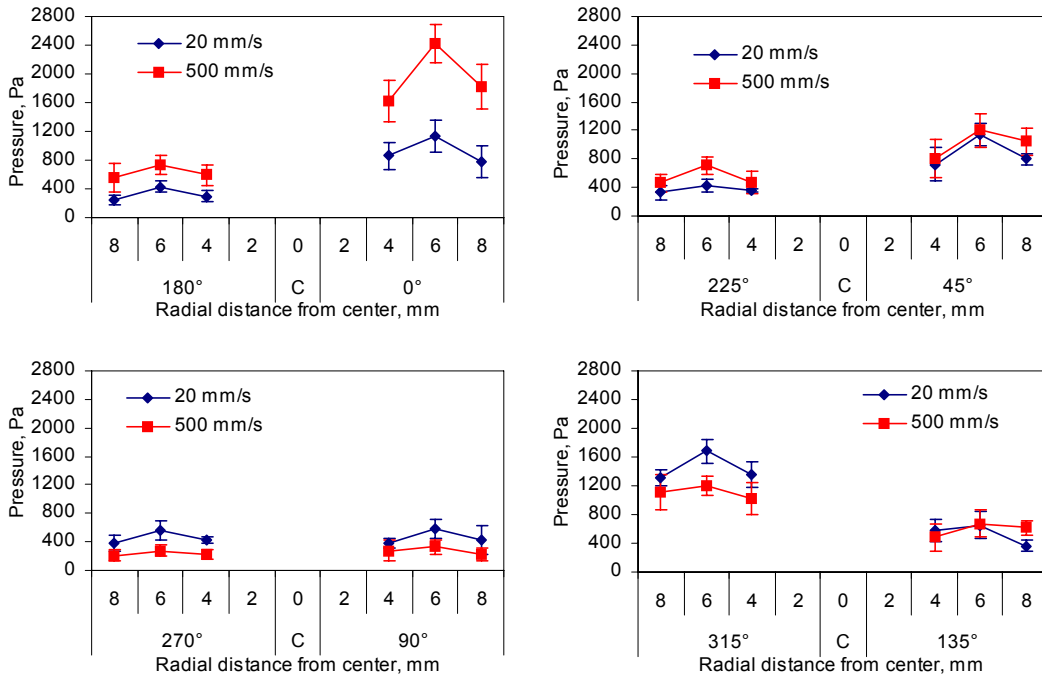 2800
2400
2000
1600
1200
800
400
0
Pressure, Pa
20 mm/s
500 mm/s
8 6 4 2 0 2 4 6 8
180° C 0°
Radial distance from center, mm
2800
2400
2000
1600
1200
800
400
0
Pressure, Pa
20 mm/s
500 mm/s
8 6 4 2 0 2 4 6 8
225° C 45°
Radial distance from center, mm
2800
2400
2000
1600
1200
800
400
0
Pressure, Pa
20 mm/s
500 mm/s
8 6 4 2 0 2 4 6 8
270° C 90°
Radial distance from center, mm
2800
2400
2000
1600
1200
800
400
0
Pressure, Pa
20 mm/s
500 mm/s
8 6 4 2 0 2 4 6 8
315° C 135°
Radial distance from center, mm